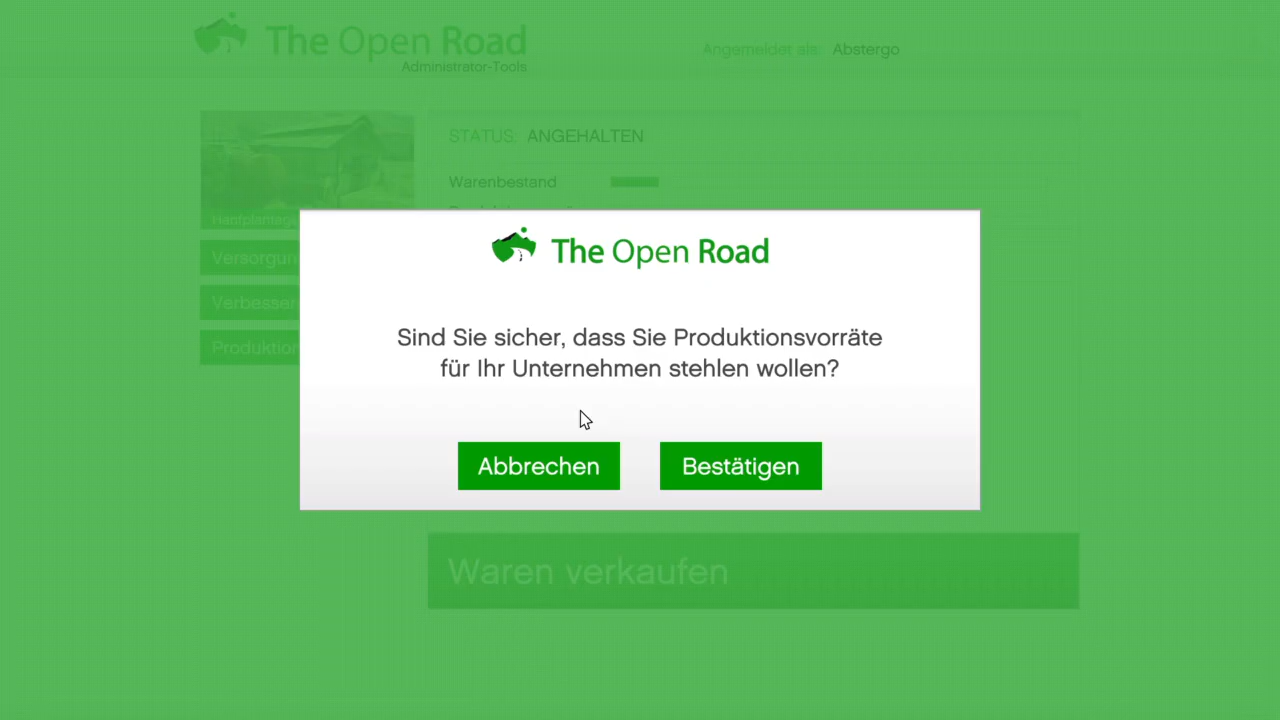 The Open Road
Administrator-Tools
Angemeldet als: Abstergo
STATUS: ANGEHALTEN
Warenbestand
Hanfplantage
The Open Road
Sind Sie sicher, dass Sie Produktionsvorräte
für Ihr Unternehmen stehlen wollen?
Abbrechen
Bestätigen
Waren verkaufen